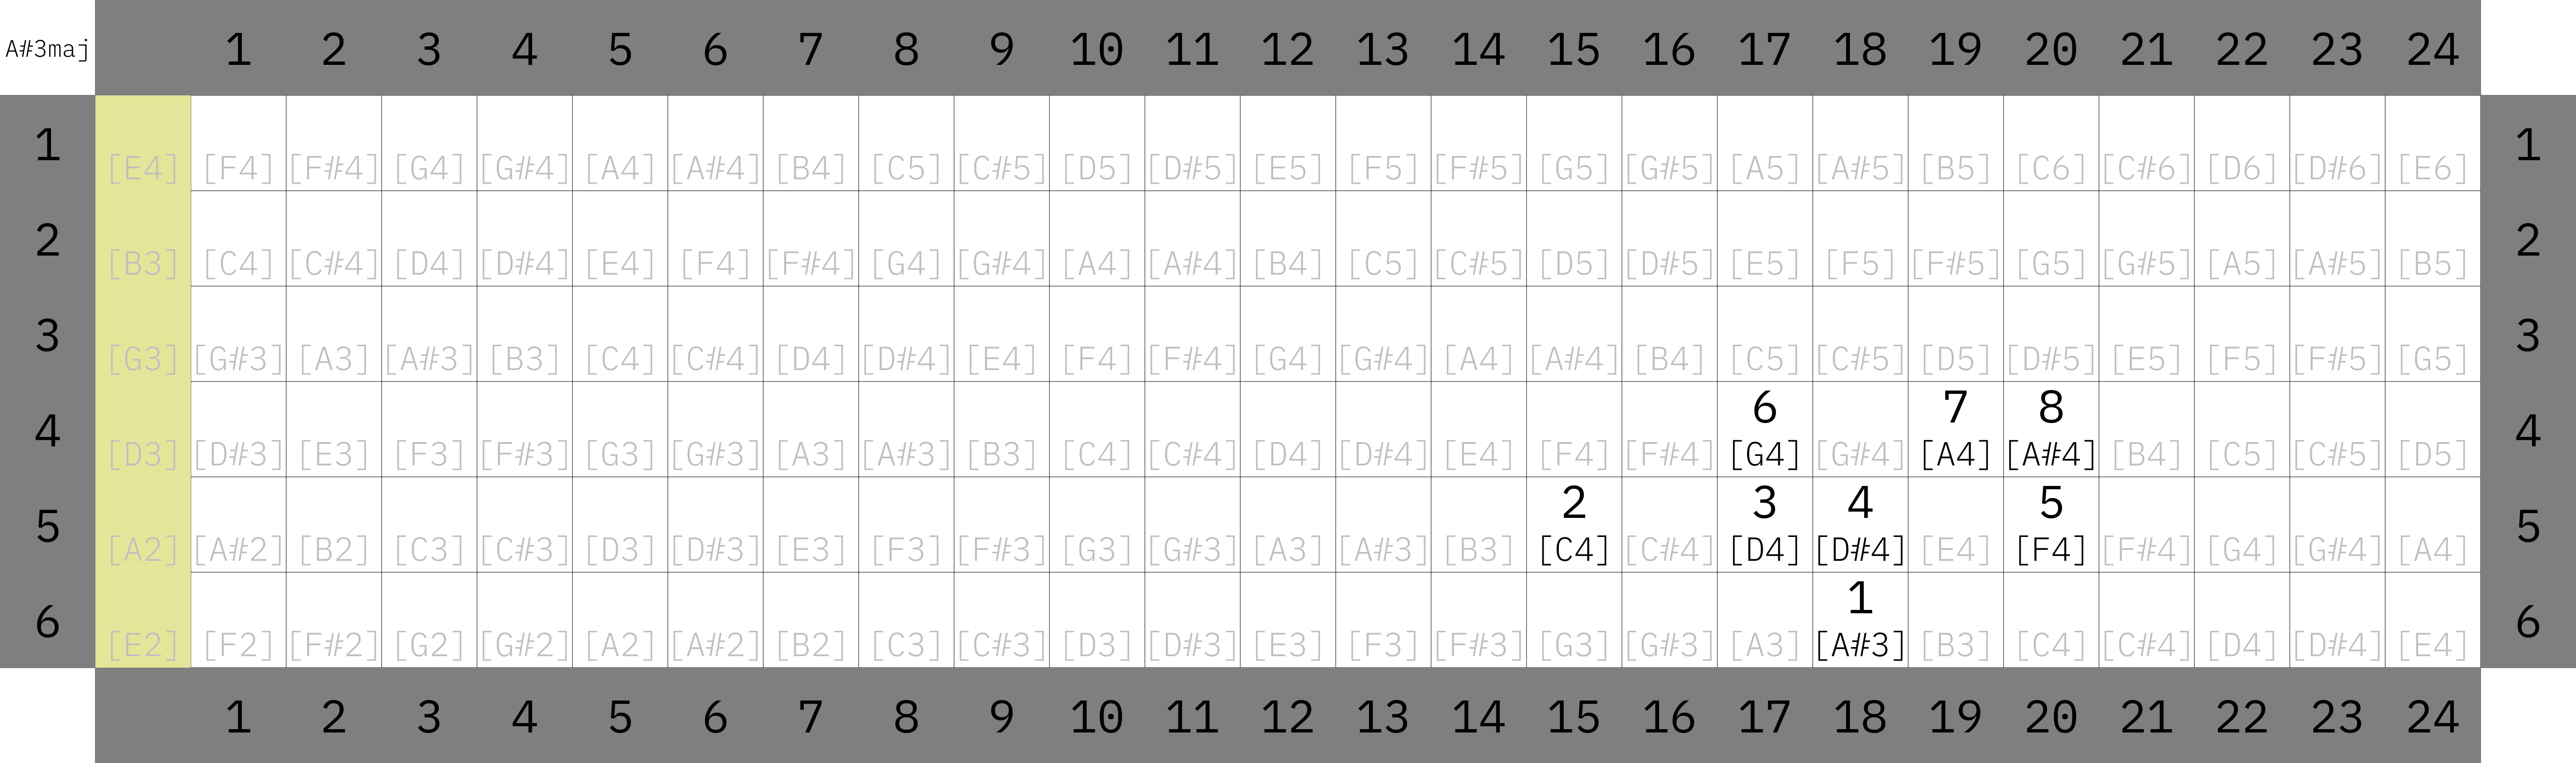 A#3maj 1 2 3 4 5 6 7 8 9 10 11 12 13 14 15 16 17 18 19 20 21 22 23 24
1 [E4] [F4] [F#4] [G4] [G#4] [A4] [A#4] [B4] [C5] [C#5] [D5] [D#5] [E5] [F5] [F#5] [G5] [G#5] [A5] [A#5] [B5] [C6] [C#6] [D6] [D#6] [E6] 1
2 [B3] [C4] [C#4] [D4] [D#4] [E4] [F4] [F#4] [G4] [G#4] [A4] [A#4] [B4] [C5] [C#5] [D5] [D#5] [E5] [F5] [F#5] [G5] [G#5] [A5] [A#5] [B5] 2
3 [G3] [G#3] [A3] [A#3] [B3] [C4] [C#4] [D4] [D#4] [E4] [F4] [F#4] [G4] [G#4] [A4] [A#4] [B4] [C5] [C#5] [D5] [D#5] [E5] [F5] [F#5] [G5] 3
6 7 8
4 [D3] [D#3] [E3] [F3] [F#3] [G3] [G#3] [A3] [A#3] [B3] [C4] [C#4] [D4] [D#4] [E4] [F4] [F#4] [G4] [G#4] [A4] [A#4] [B4] [C5] [C#5] [D5] 4
2 3 4 5
5 [A2] [A#2] [B2] [C3] [C#3] [D3] [D#3] [E3] [F3] [F#3] [G3] [G#3] [A3] [A#3] [B3] [C4] [C#4] [D4] [D#4] [E4] [F4] [F#4] [G4] [G#4] [A4] 5
1
6 [E2] [F2] [F#2] [G2] [G#2] [A2] [A#2] [B2] [C3] [C#3] [D3] [D#3] [E3] [F3] [F#3] [G3] [G#3] [A3] [A#3] [B3] [C4] [C#4] [D4] [D#4] [E4] 6
1 2 3 4 5 6 7 8 9 10 11 12 13 14 15 16 17 18 19 20 21 22 23 24